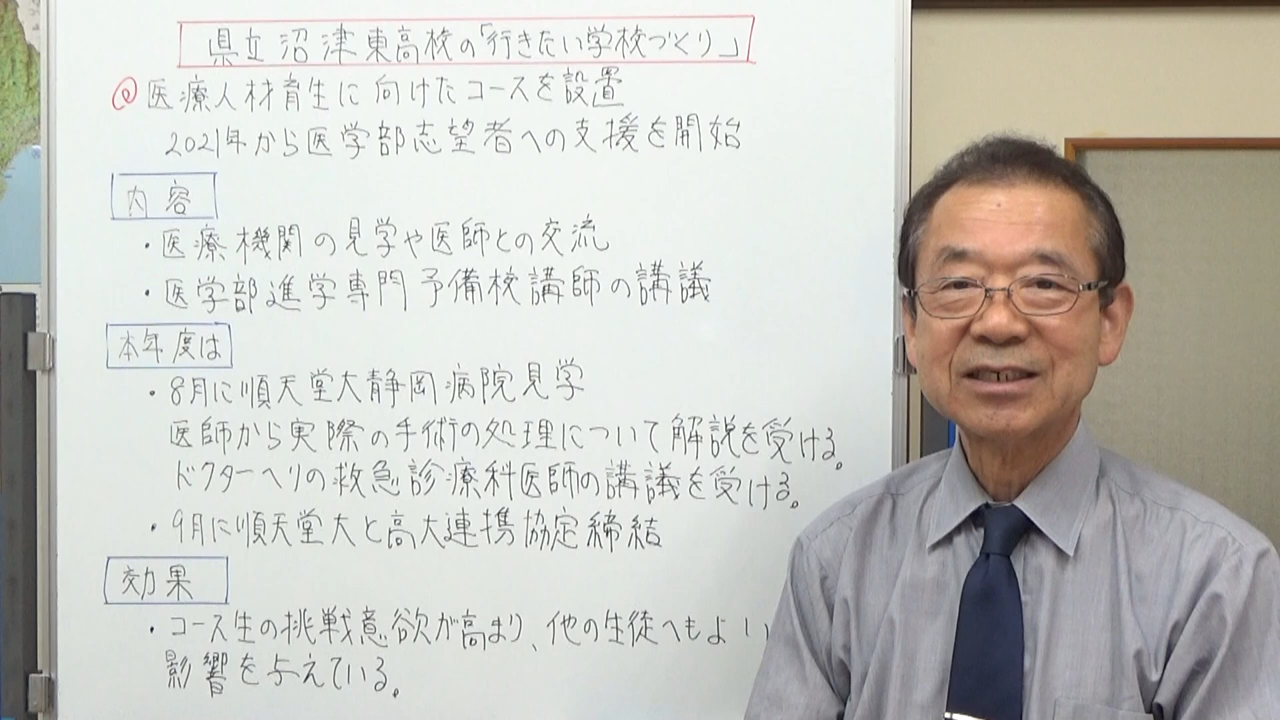 県立沼津東高校の「行きたい学校づくり」
@医療人材育生に向けたコースを設置
2021年から医学部志望者への支援を開始
内容
・医療機関の見学や医師との交流
・医学部進学専門予備校講師の講議
本年度は
・8月に順天堂大静岡病院見学
医師から実際の手術の処理について解説を受ける。
ドクターヘリの救急診療科医師の講議を受ける。
・9月に順天堂大と高大連携協定締結
効果
・コース生の挑戦意欲が高まり、他の生徒へもよい
影響を与えている。